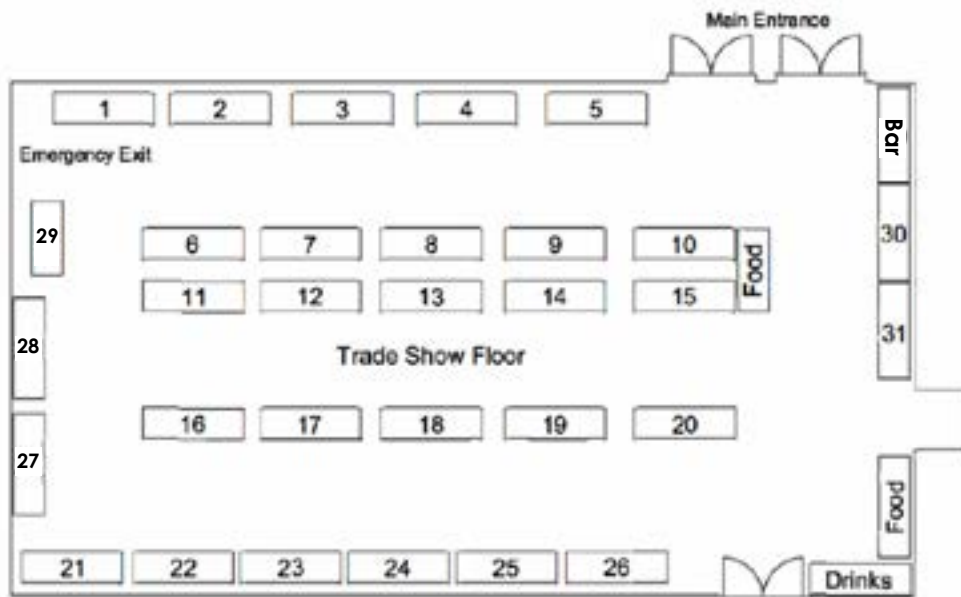 Main Entrance
1 2 3 4 5
Bar
Emergency Exit
29
6 7 8 9 10
Food
30
11 12 13 14 15
28
Trade Show Floor
31
16 17 18 19 20
27
Food
21 22 23 24 25 26
Drinks